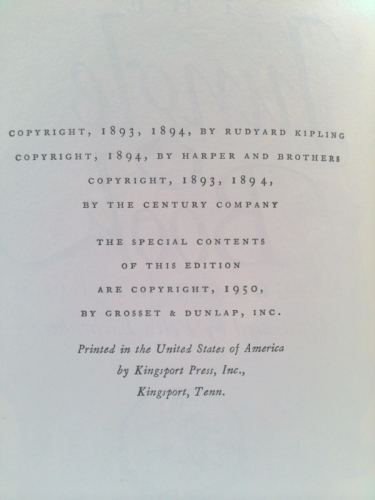 COPYRIGHT, 1893, 1894, BY RUDYARD KIPLING
COPYRIGHT, 1894, BY HARPER AND BROTHERS
COPYRIGHT, 1893, 1894,
BY THE CENTURY COMPANY
THE SPECIAL CONTENTS
OF THIS EDITION
ARE COPYRIGHT, 1950,
BY GROSSET & DUNLAP, INC.
Printed in the United States of America
by Kingsport Press, Inc.,
Kingsport, Tenn.